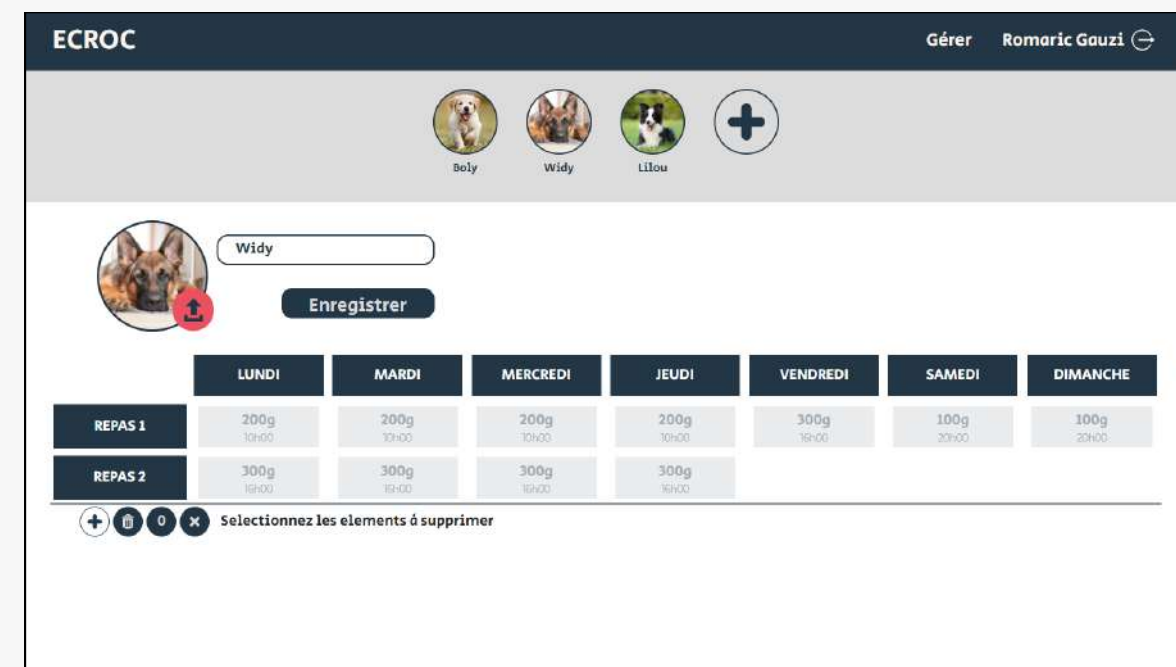 ECROC Gérer Romaric Gauzi
Boly Widy Lilou
Widy
Enregistrer
LUNDI MARDI MERCREDI JEUDI VENDREDI SAMEDI DIMANCHE
REPAS 1 200g 200g 200g 200g 300g 100g 100g
10h00 10h00 10h00 10h00 16h00 20h00 20h00
REPAS 2 300g 300g 300g 300g
16h00 16h00 16h00 16h00
0 Selectionnez les elements á supprimer